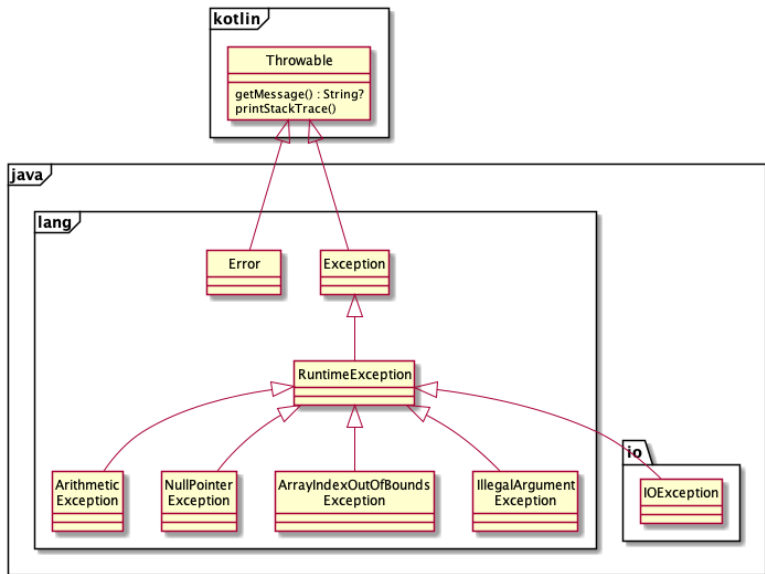 kotlin
Throwable
getMessage() : String?
printStackTrace()
java
lang
Error
Exception
RuntimeException
Arithmetic
Exception
NullPointer
Exception
ArrayIndexOutOfBounds
Exception
IllegalArgument
Exception
io
IOException